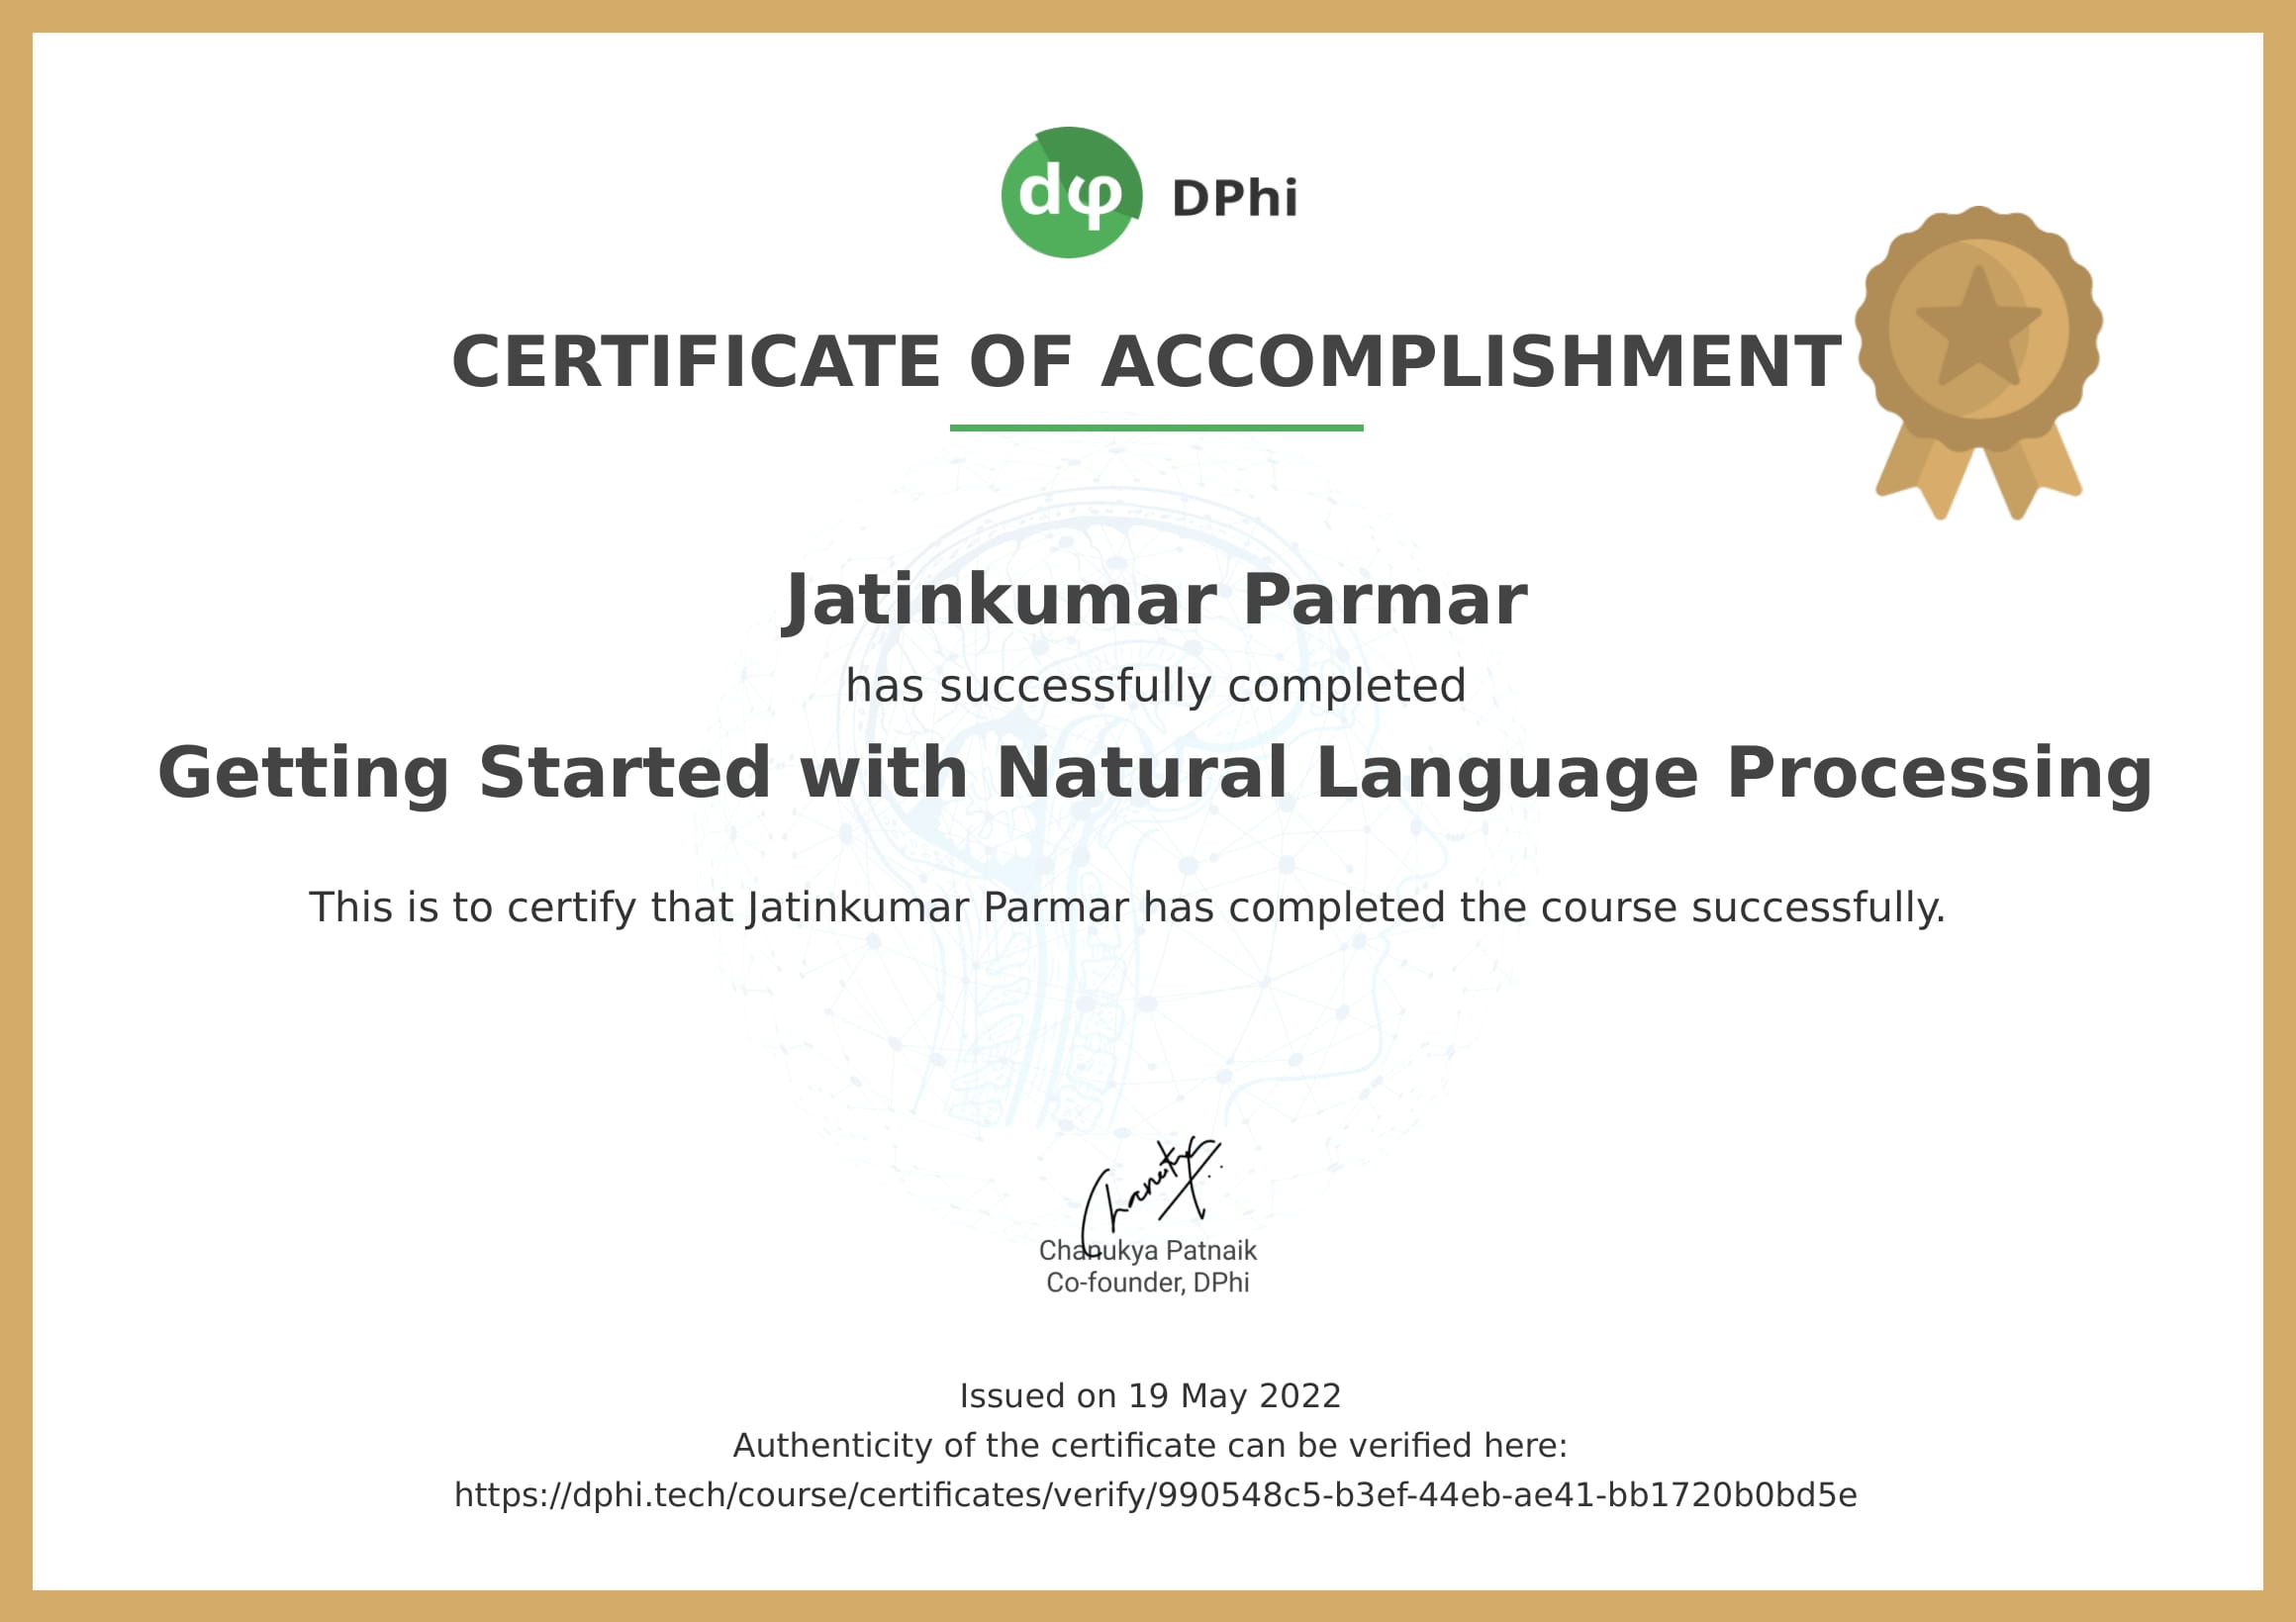 dφ DPhi
CERTIFICATE OF ACCOMPLISHMENT
Jatinkumar Parmar
has successfully completed
Getting Started with Natural Language Processing
This is to certify that Jatinkumar Parmar has completed the course successfully.
Chanukya Patnaik
Co-founder, DPhi
Issued on 19 May 2022
Authenticity of the certificate can be verified here:
https://dphi.tech/course/certificates/verify/990548c5-b3ef-44eb-ae41-bb1720b0bd5e